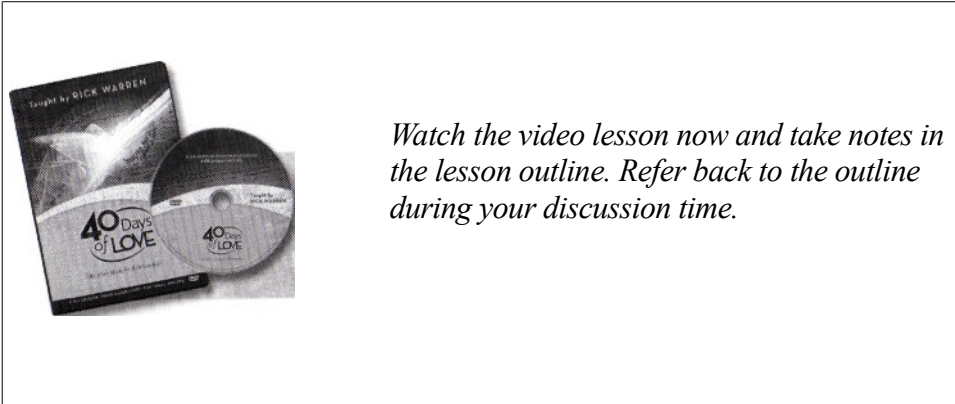 Taught by RICK WARREN
40 Days
of LOVE
Taught by
RICK WARREN
40 Days
of LOVE
Watch the video lesson now and take notes in
the lesson outline. Refer back to the outline
during your discussion time.